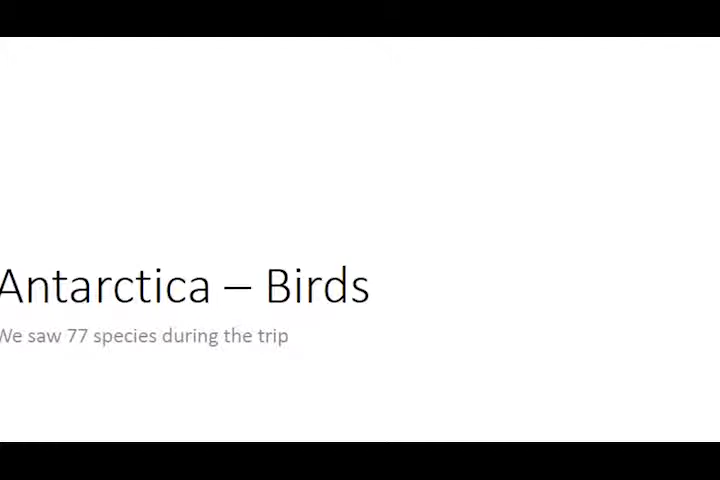 Antarctica – Birds
We saw 77 species during the trip